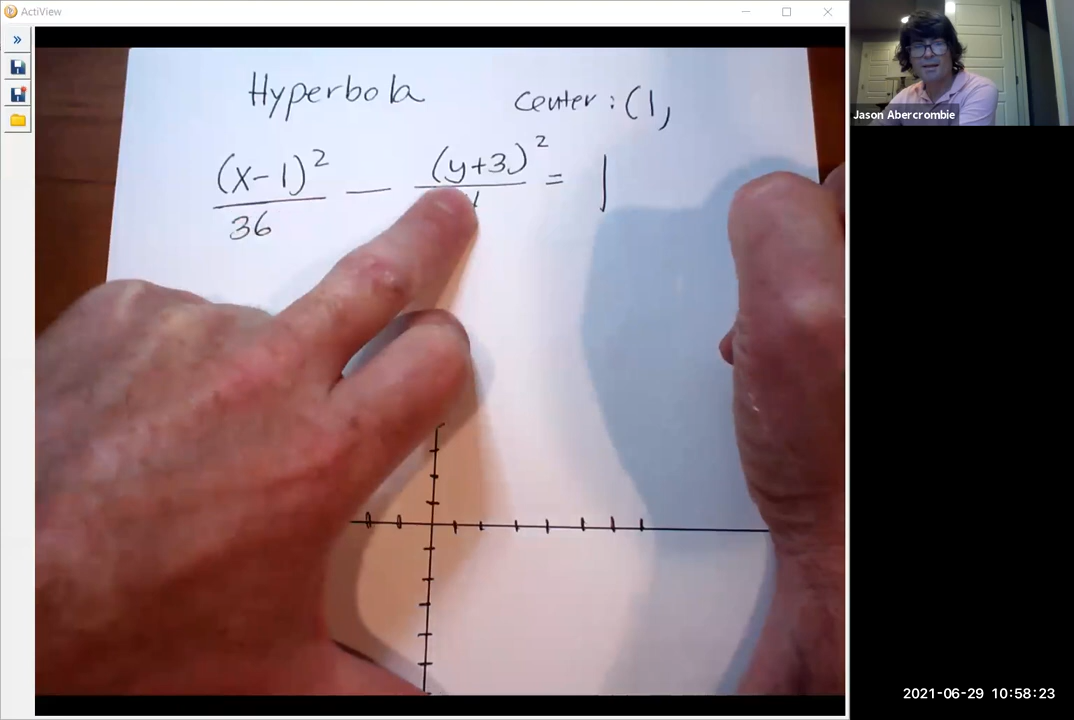 ActiView
Hyperbola
Center : (1,
(x-1)² — (y+3)² = 1
36
Jason Abercrombie
2021-06-29 10:58:23